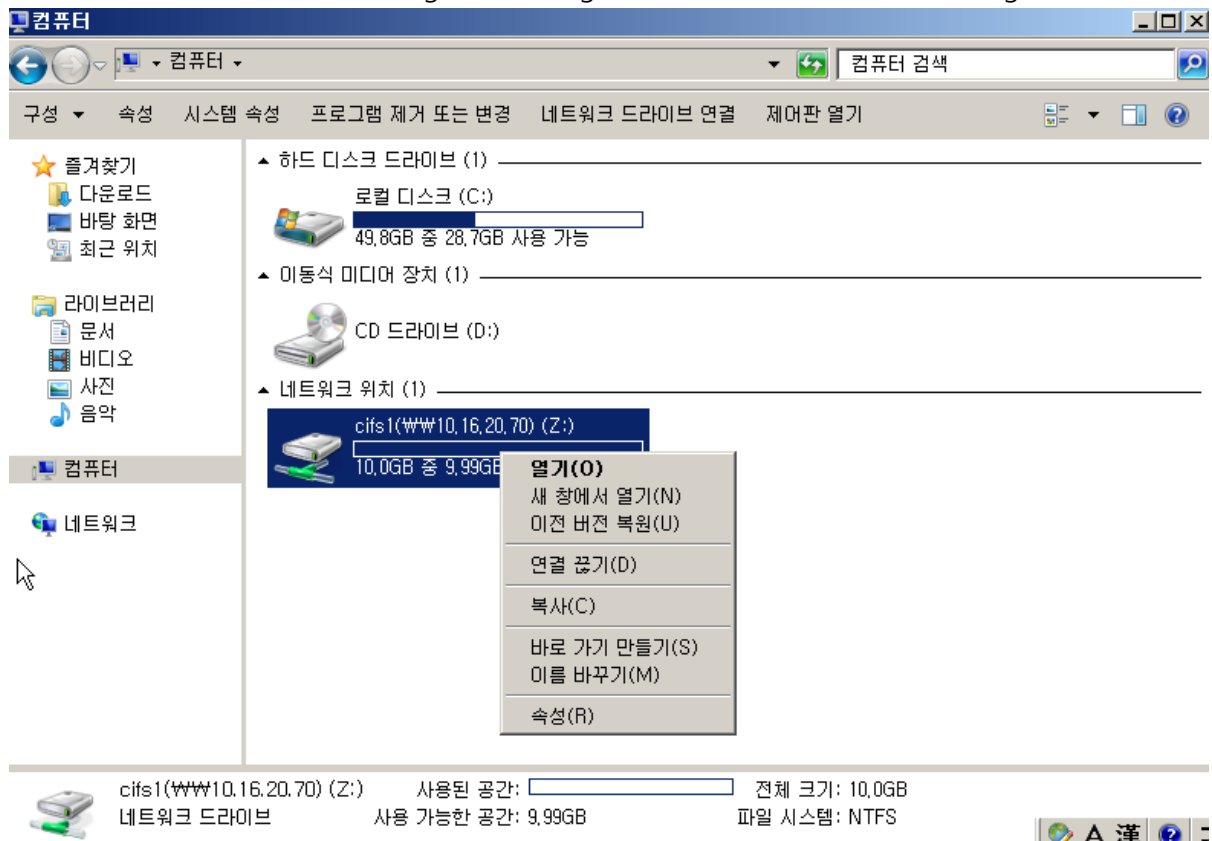 컴퓨터
컴퓨터
컴퓨터 검색
구성 속성 시스템 속성 프로그램 제거 또는 변경 네트워크 드라이브 연결 제어판 열기
즐겨찾기
다운로드
바탕 화면
최근 위치
라이브러리
문서
비디오
사진
음악
컴퓨터
네트워크
하드 디스크 드라이브 (1)
로컬 디스크 (C:)
49,8GB 중 28,7GB 사용 가능
이동식 미디어 장치 (1)
CD 드라이브 (D:)
네트워크 위치 (1)
cifs1(₩₩10,16,20,70) (Z:)
10,0GB 중 9,99GB
열기(O)
새 창에서 열기(N)
이전 버전 복원(U)
연결 끊기(D)
복사(C)
바로 가기 만들기(S)
이름 바꾸기(M)
속성(R)
cifs1(₩₩10.16.20.70) (Z:) 사용된 공간: 전체 크기: 10,0GB
네트워크 드라이브 사용 가능한 공간: 9,99GB 파일 시스템: NTFS
A 漢